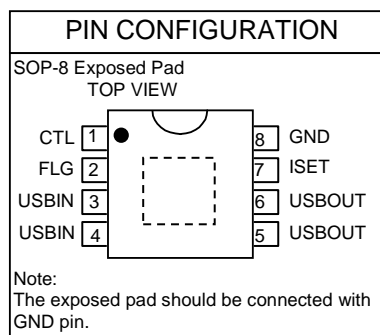 PIN CONFIGURATION
SOP-8 Exposed Pad
TOP VIEW
CTL 1 8 GND
FLG 2 7 ISET
USBIN 3 6 USBOUT
USBIN 4 5 USBOUT
Note:
The exposed pad should be connected with
GND pin.